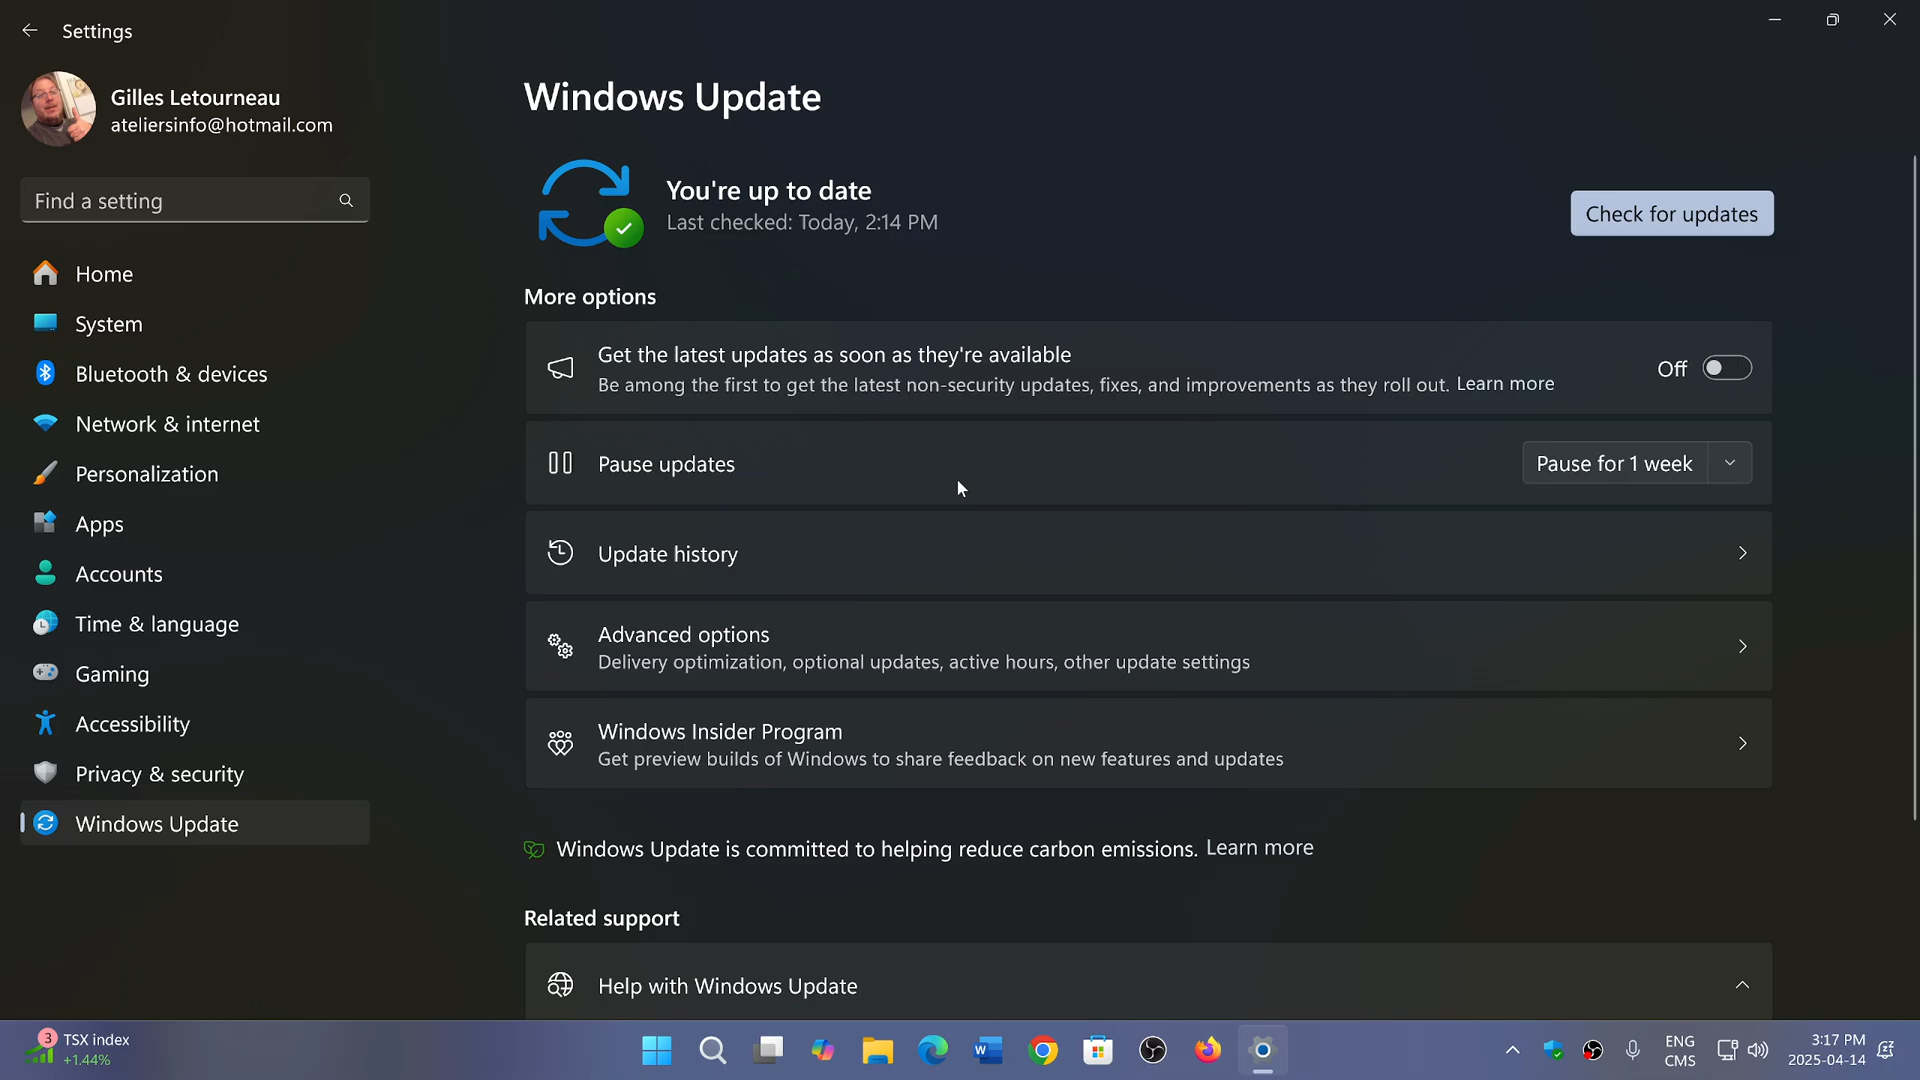 Settings
Gilles Letourneau
ateliersinfo@hotmail.com
Find a setting
Home
System
Bluetooth & devices
Network & internet
Personalization
Apps
Accounts
Time & language
Gaming
Accessibility
Privacy & security
Windows Update
Windows Update
You're up to date
Last checked: Today, 2:14 PM
Check for updates
More options
Get the latest updates as soon as they're available
Be among the first to get the latest non-security updates, fixes, and improvements as they roll out. Learn more
Off
Pause updates
Pause for 1 week
Update history
Advanced options
Delivery optimization, optional updates, active hours, other update settings
Windows Insider Program
Get preview builds of Windows to share feedback on new features and updates
Windows Update is committed to helping reduce carbon emissions. Learn more
Related support
Help with Windows Update
3
TSX index
+1.44%
W
ENG
CMS
3:17 PM
2025-04-14